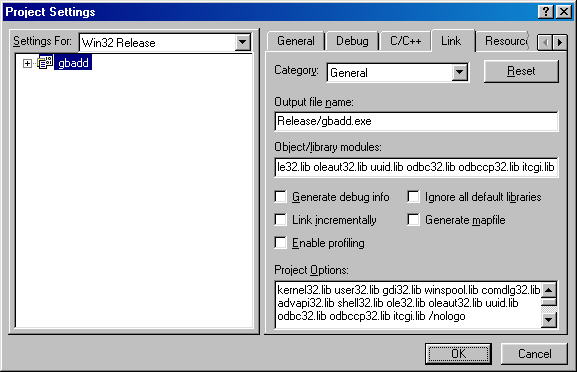 Project Settings
Settings For: Win32 Release
gbadd
General Debug C/C++ Link Resourc
Category: General Reset
Output file name:
Release/gbadd.exe
Object/library modules:
le32.lib oleaut32.lib uuid.lib odbc32.lib odbccp32.lib itcgi.lib
Generate debug info Ignore all default libraries
Link incrementally Generate mapfile
Enable profiling
Project Options:
kernel32.lib user32.lib gdi32.lib winspool.lib comdlg32.lib
advapi32.lib shell32.lib ole32.lib oleaut32.lib uuid.lib
odbc32.lib odbccp32.lib itcgi.lib /nologo
OK Cancel